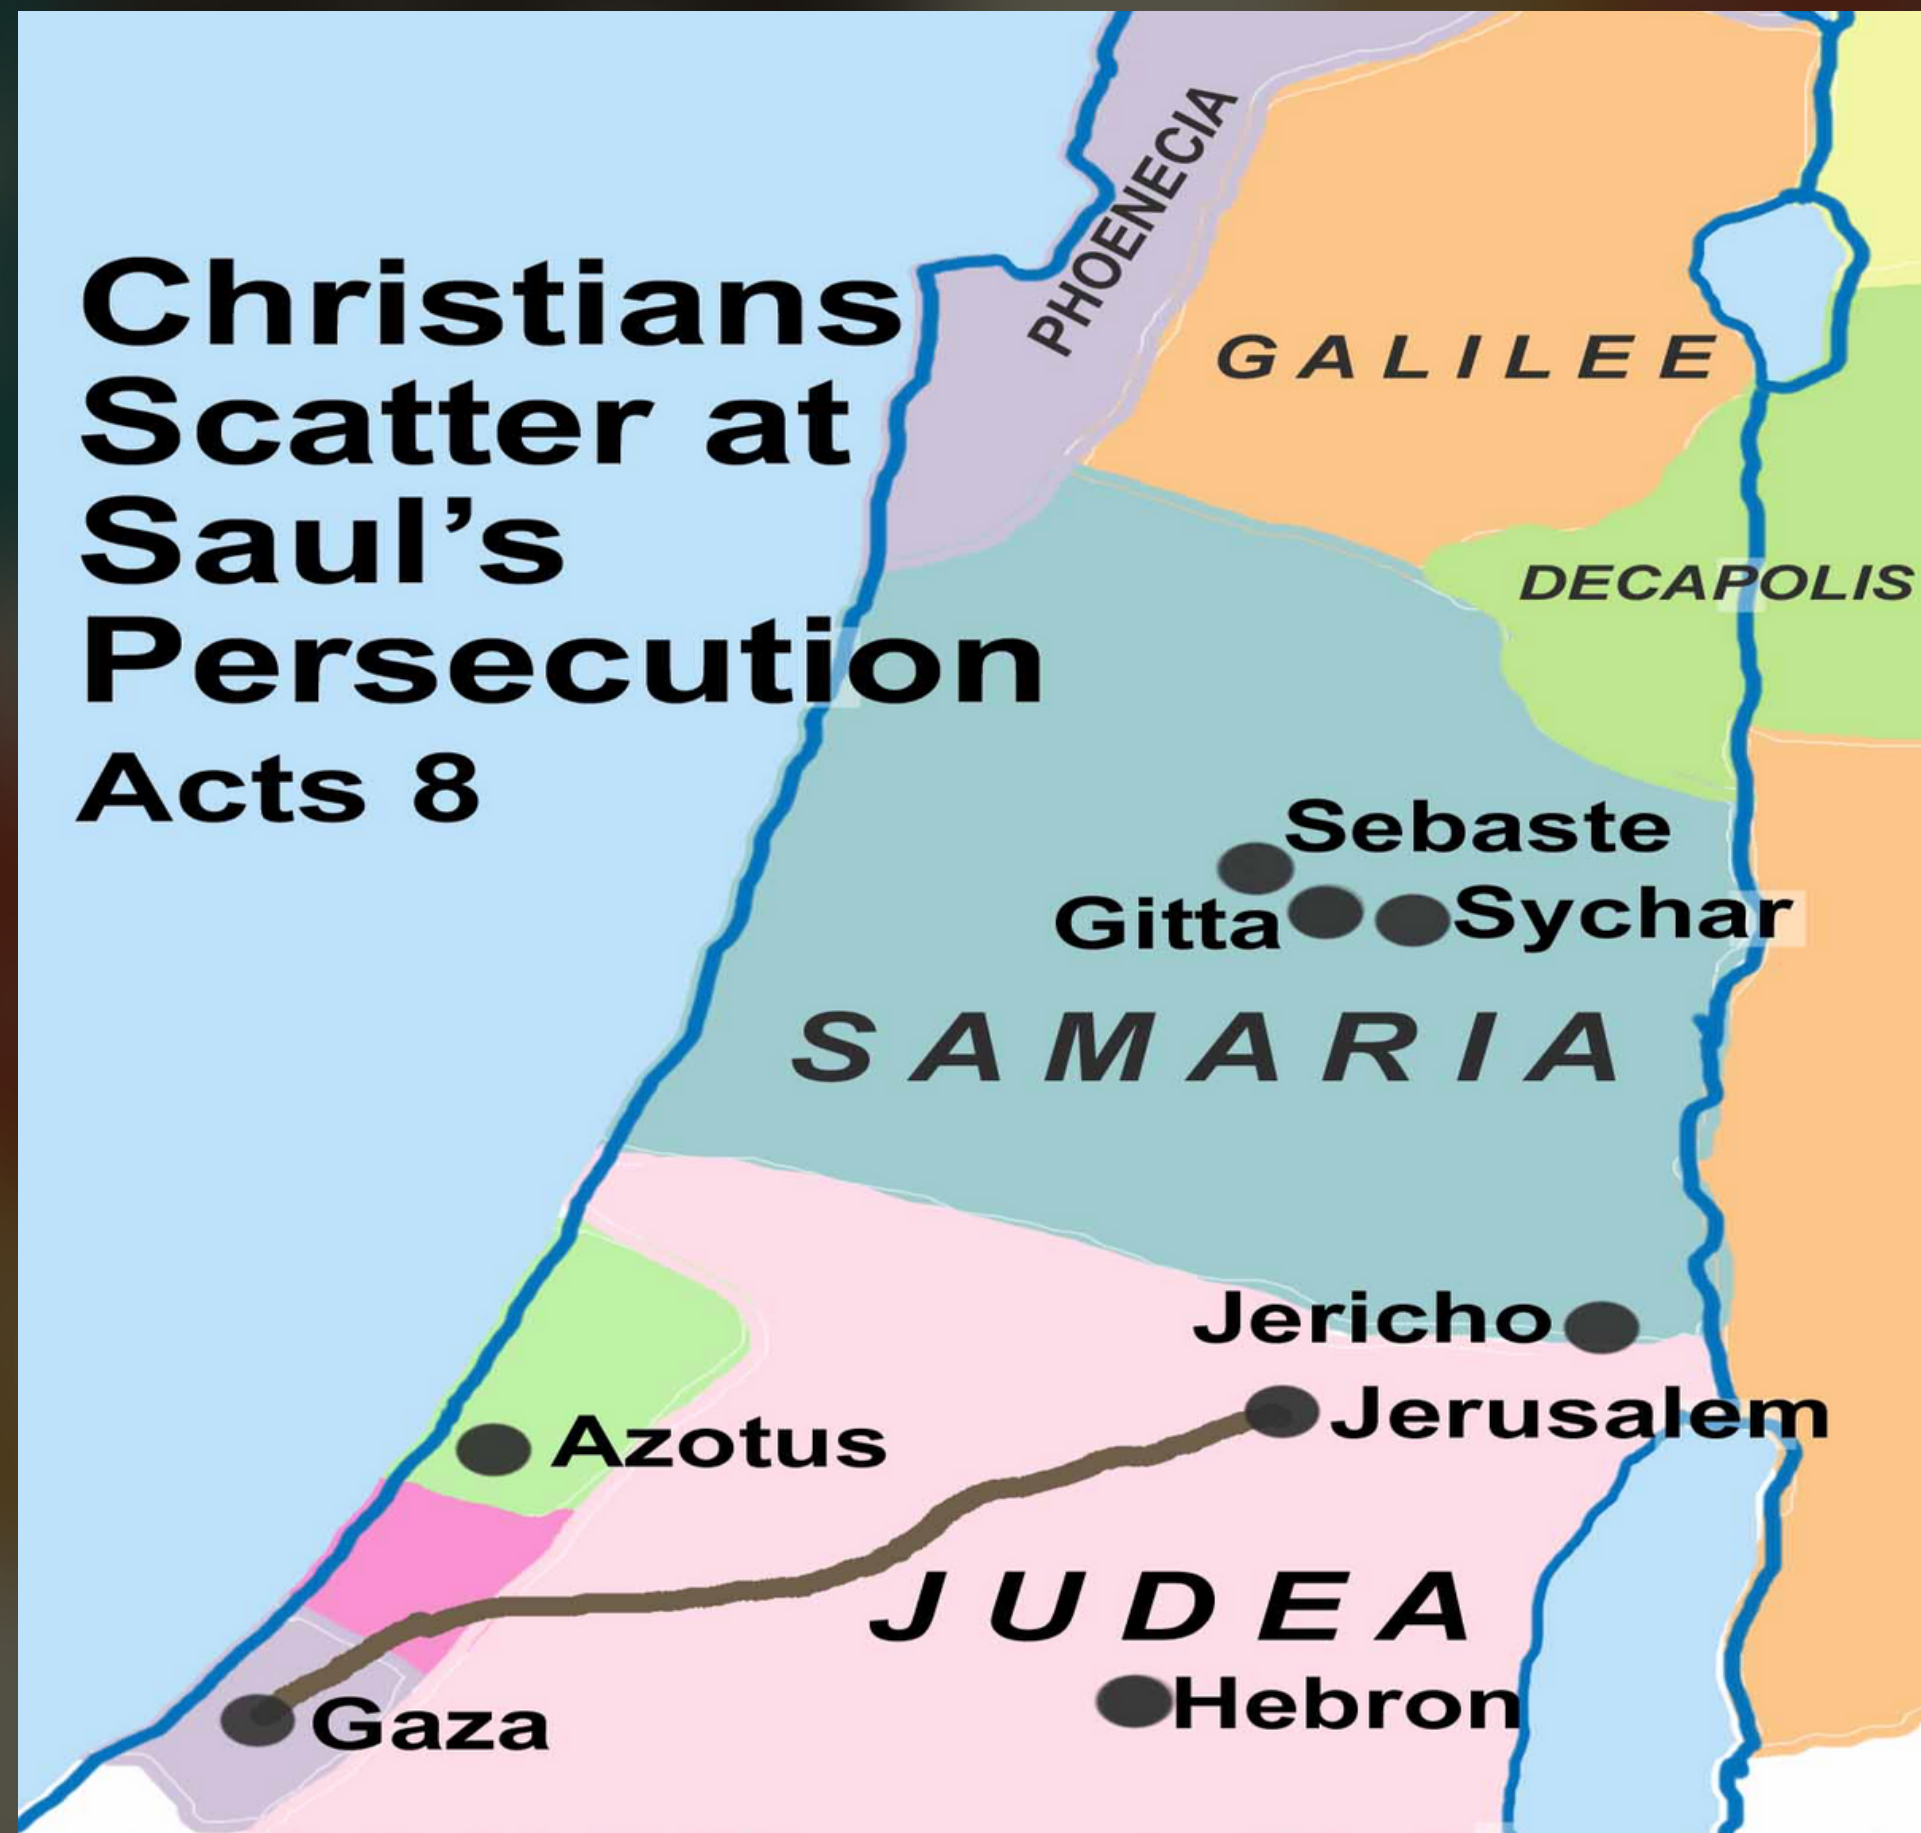 PHOENECIA
Christians
Scatter at
Saul’s
Persecution
Acts 8
GALILEE
DECAPOLIS
Sebaste
Gitta
Sychar
SAMARIA
Jericho
Jerusalem
Azotus
JUDEA
Hebron
Gaza